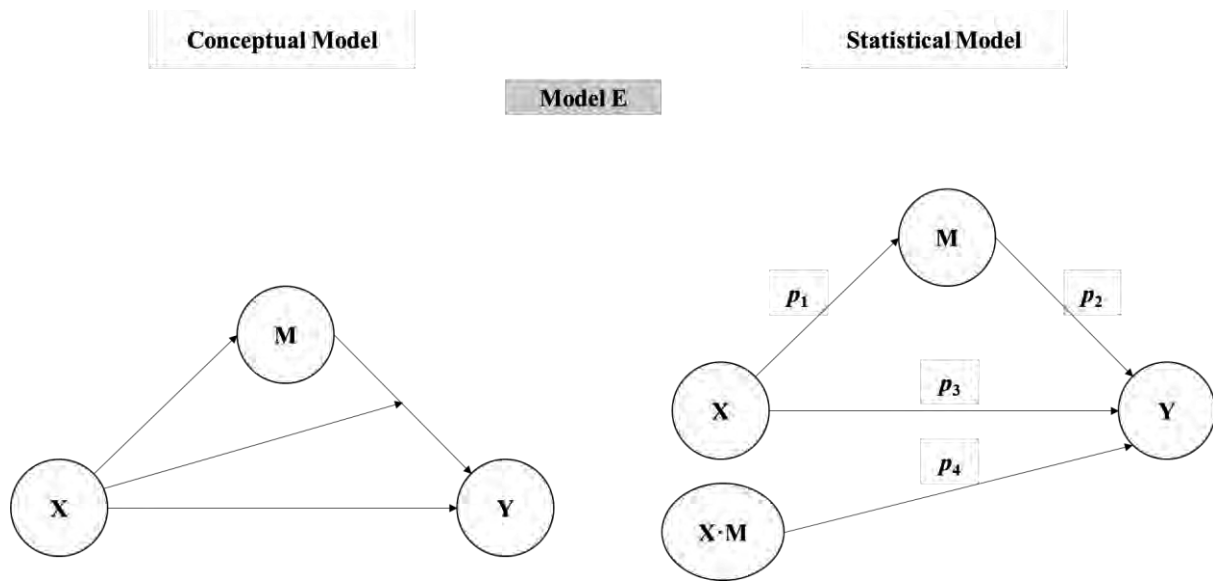 Conceptual Model
Statistical Model
Model E
M
X
Y
M
p1
p2
X
p3
Y
p4
X·M